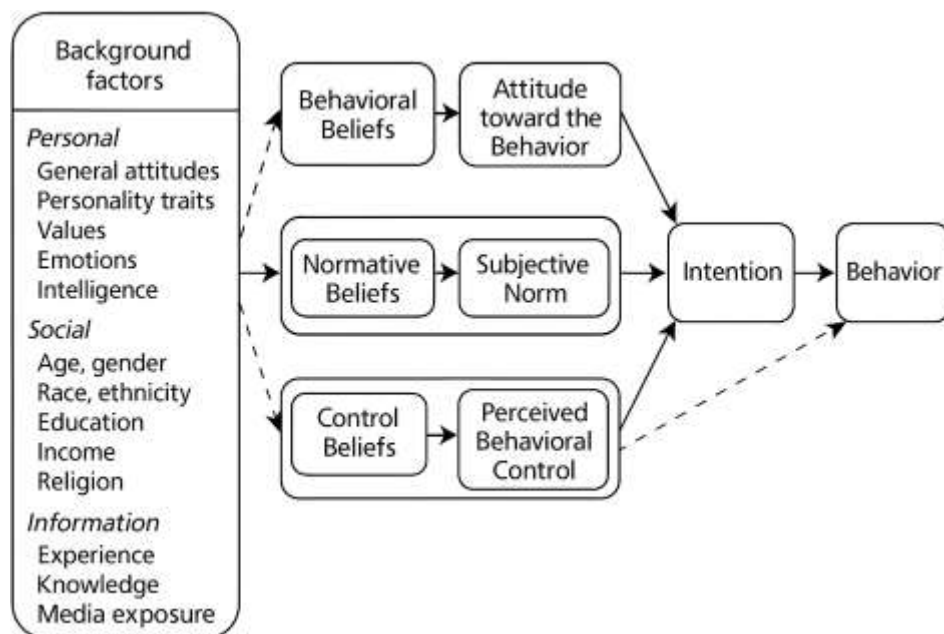 Background
factors
Personal
General attitudes
Personality traits
Values
Emotions
Intelligence
Social
Age, gender
Race, ethnicity
Education
Income
Religion
Information
Experience
Knowledge
Media exposure
Behavioral
Beliefs
Attitude
toward the
Behavior
Normative
Beliefs
Subjective
Norm
Control
Beliefs
Perceived
Behavioral
Control
Intention
Behavior